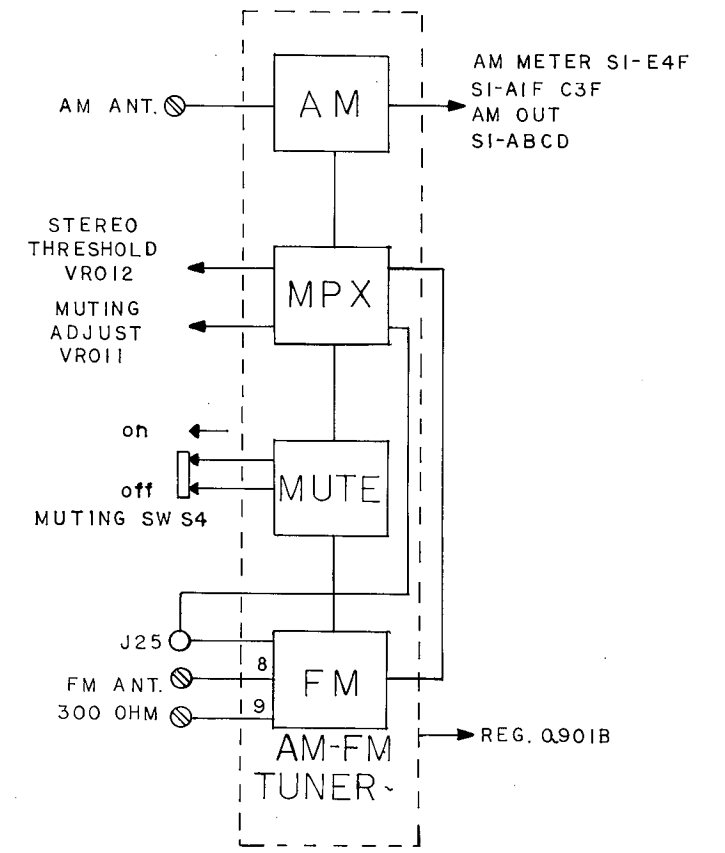 AM ANT.
AM
AM METER S1-E4F
S1-A1F C3F
AM OUT
S1-ABCD
STEREO
THRESHOLD
VR012
MPX
MUTING
ADJUST
VR011
on
off
MUTING SW S4
MUTE
J25
FM ANT.
300 OHM
8
9
FM
AM-FM
TUNER~
REG. Q901B